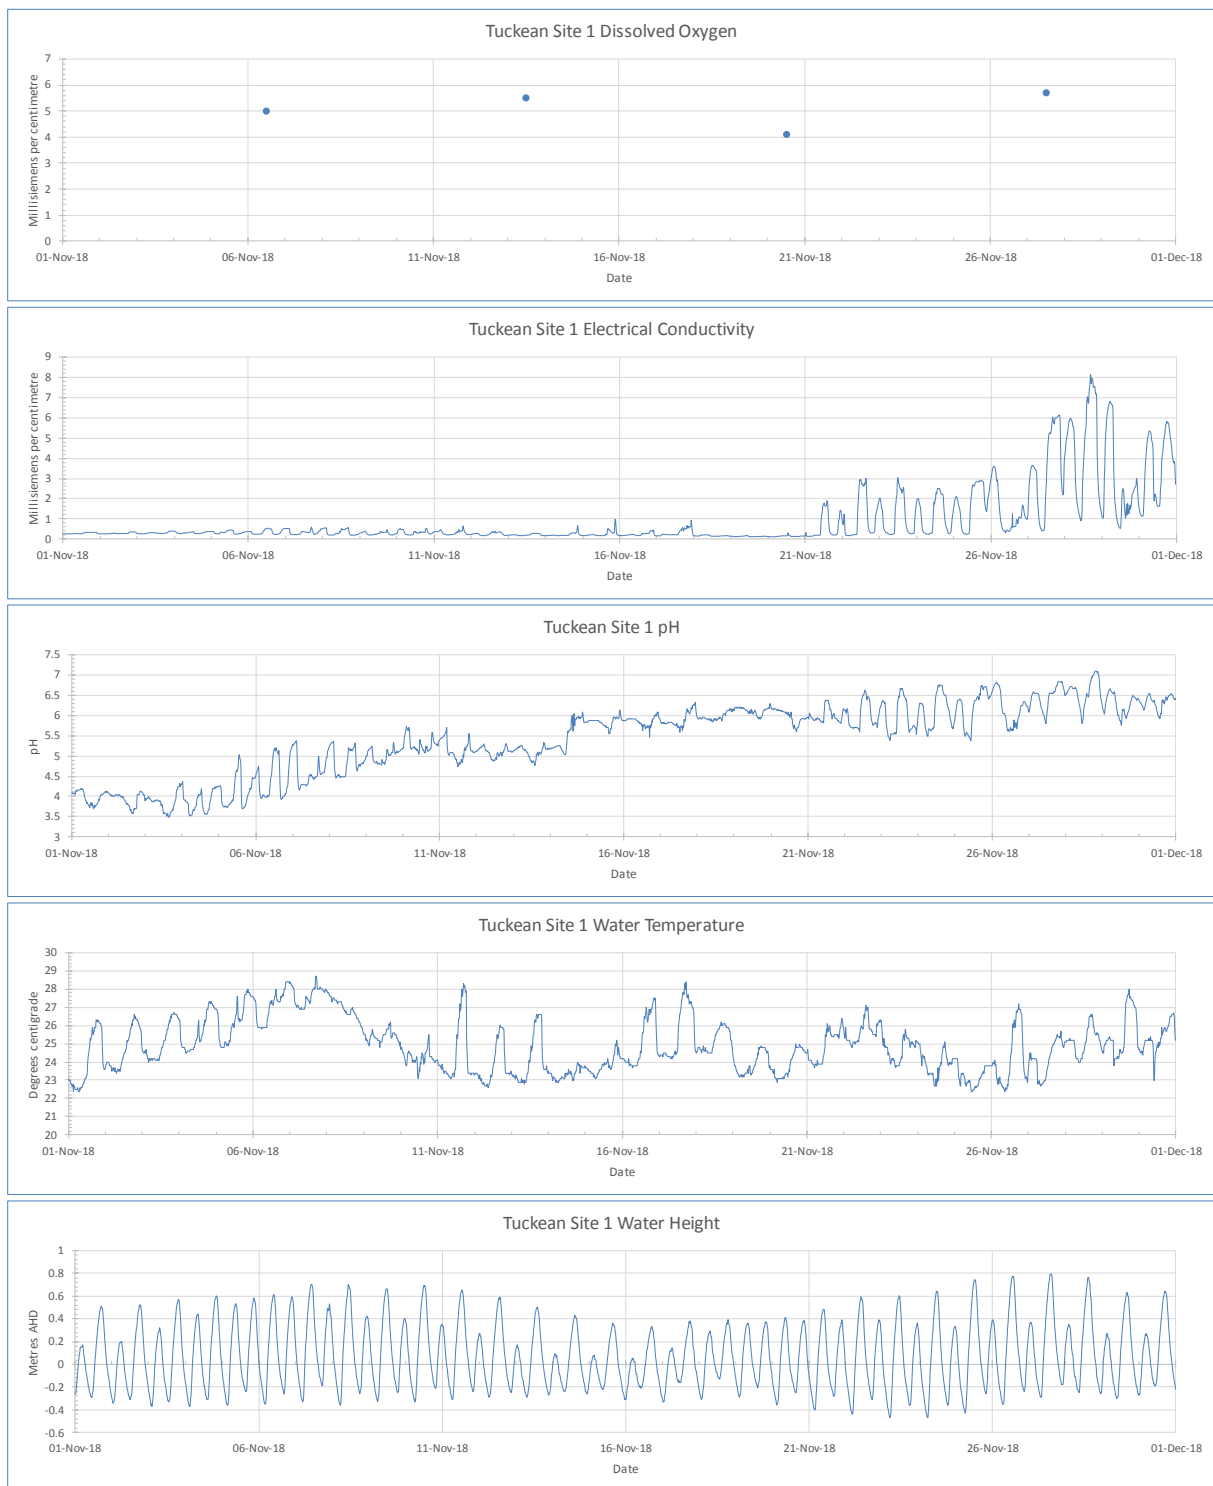 Tuckean Site 1 Dissolved Oxygen
Millisiemens per centimetre
7
6
5
4
3
2
1
0
01-Nov-18 06-Nov-18 11-Nov-18 16-Nov-18 21-Nov-18 26-Nov-18 01-Dec-18
Date
Tuckean Site 1 Electrical Conductivity
Millisiemens per centimetre
9
8
7
6
5
4
3
2
1
0
01-Nov-18 06-Nov-18 11-Nov-18 16-Nov-18 21-Nov-18 26-Nov-18 01-Dec-18
Date
Tuckean Site 1 pH
pH
7.5
7
6.5
6
5.5
5
4.5
4
3.5
3
01-Nov-18 06-Nov-18 11-Nov-18 16-Nov-18 21-Nov-18 26-Nov-18 01-Dec-18
Date
Tuckean Site 1 Water Temperature
Degrees centigrade
30
29
28
27
26
25
24
23
22
21
20
01-Nov-18 06-Nov-18 11-Nov-18 16-Nov-18 21-Nov-18 26-Nov-18 01-Dec-18
Date
Tuckean Site 1 Water Height
Metres AHD
1
0.8
0.6
0.4
0.2
0
-0.2
-0.4
-0.6
01-Nov-18 06-Nov-18 11-Nov-18 16-Nov-18 21-Nov-18 26-Nov-18 01-Dec-18
Date